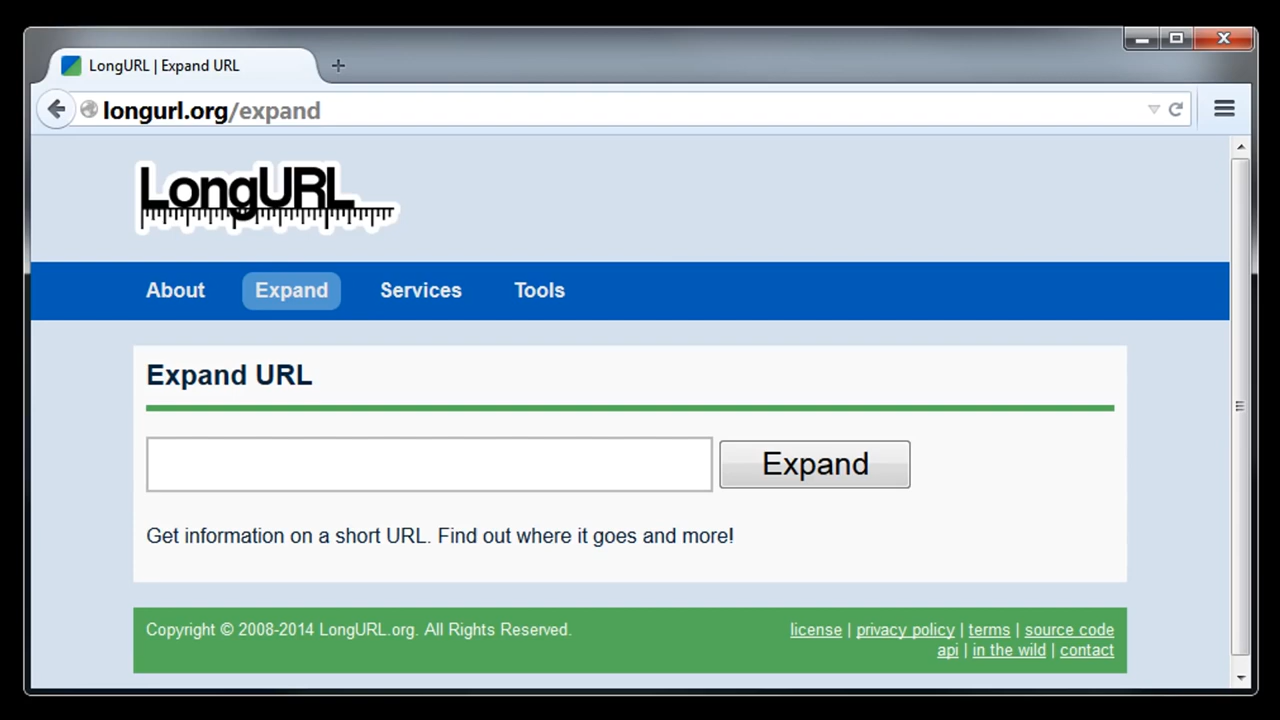 LongURL | Expand URL
longurl.org/expand
LongURL
About Expand Services Tools
Expand URL
Expand
Get information on a short URL. Find out where it goes and more!
Copyright © 2008-2014 LongURL.org. All Rights Reserved.
license | privacy policy | terms | source code
api | in the wild | contact